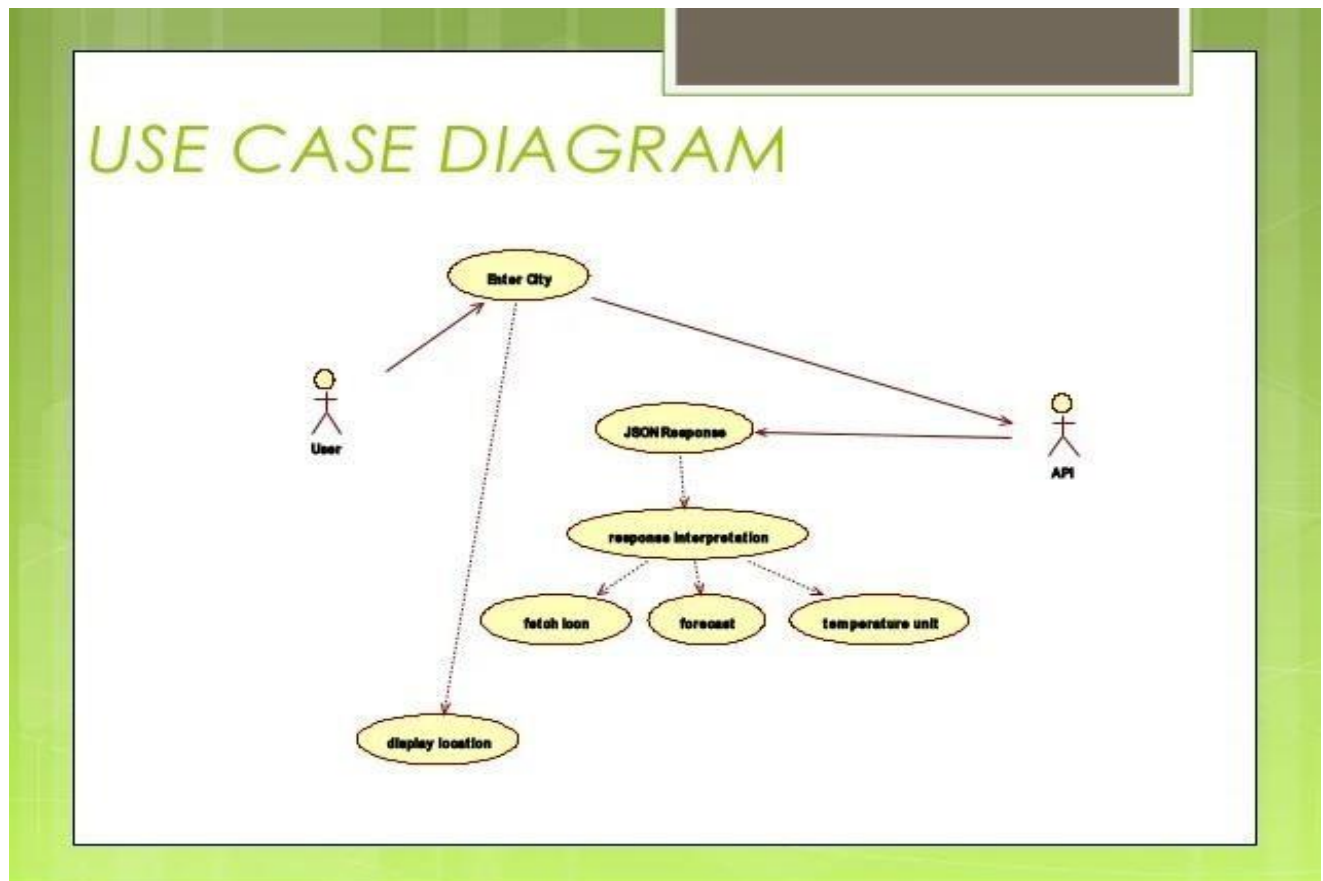 USE CASE DIAGRAM
Enter City
User
JSON Response
API
response interpretation
fetch icon
forecast
temperature unit
display location